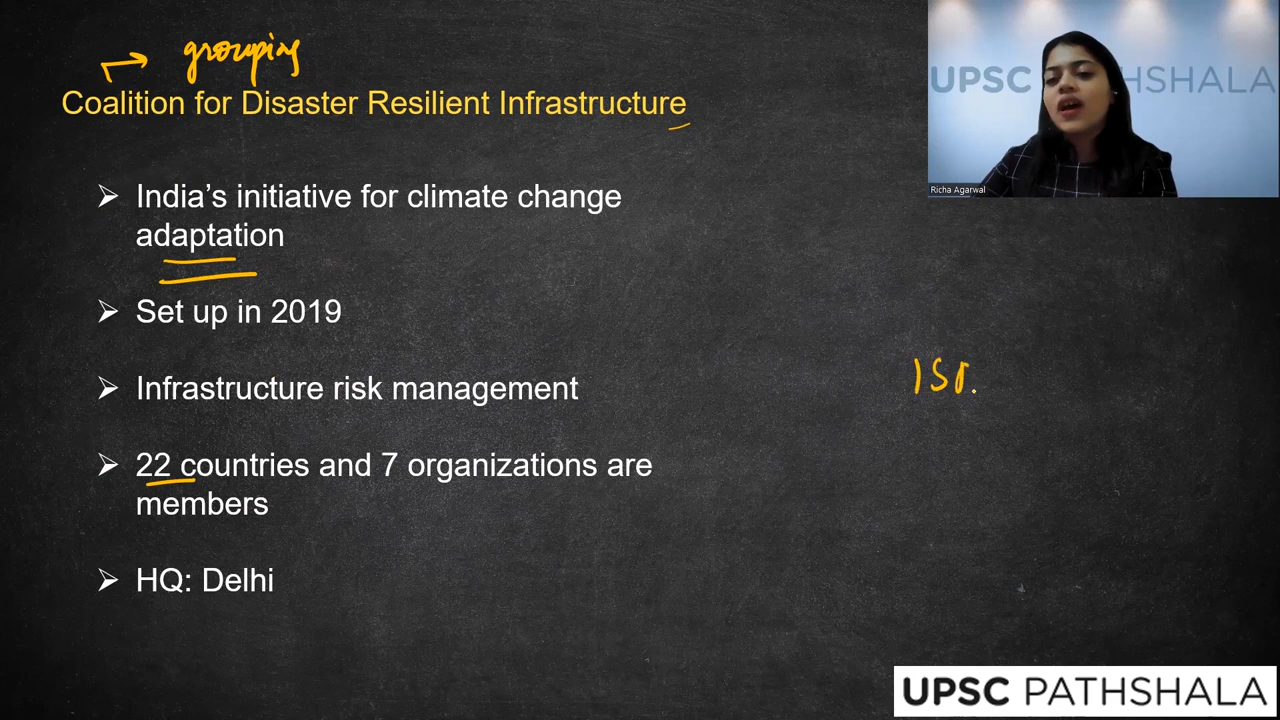 grouping
Coalition for Disaster Resilient Infrastructure
➢ India’s initiative for climate change
adaptation
➢ Set up in 2019
➢ Infrastructure risk management
➢ 22 countries and 7 organizations are
members
➢ HQ: Delhi
UPSC PATHSHALA
Richa Agarwal
UPSC PATHSHALA